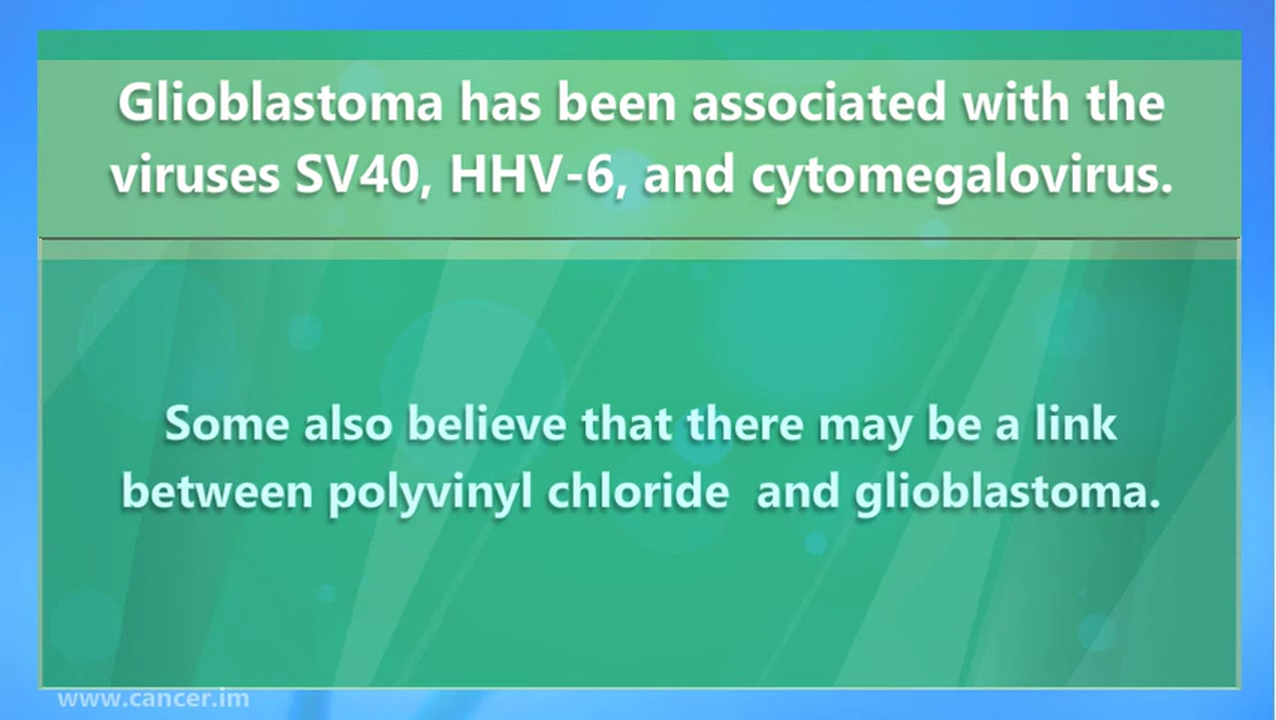 Glioblastoma has been associated with the
viruses SV40, HHV-6, and cytomegalovirus.
Some also believe that there may be a link
between polyvinyl chloride  and glioblastoma.
www.cancer.im